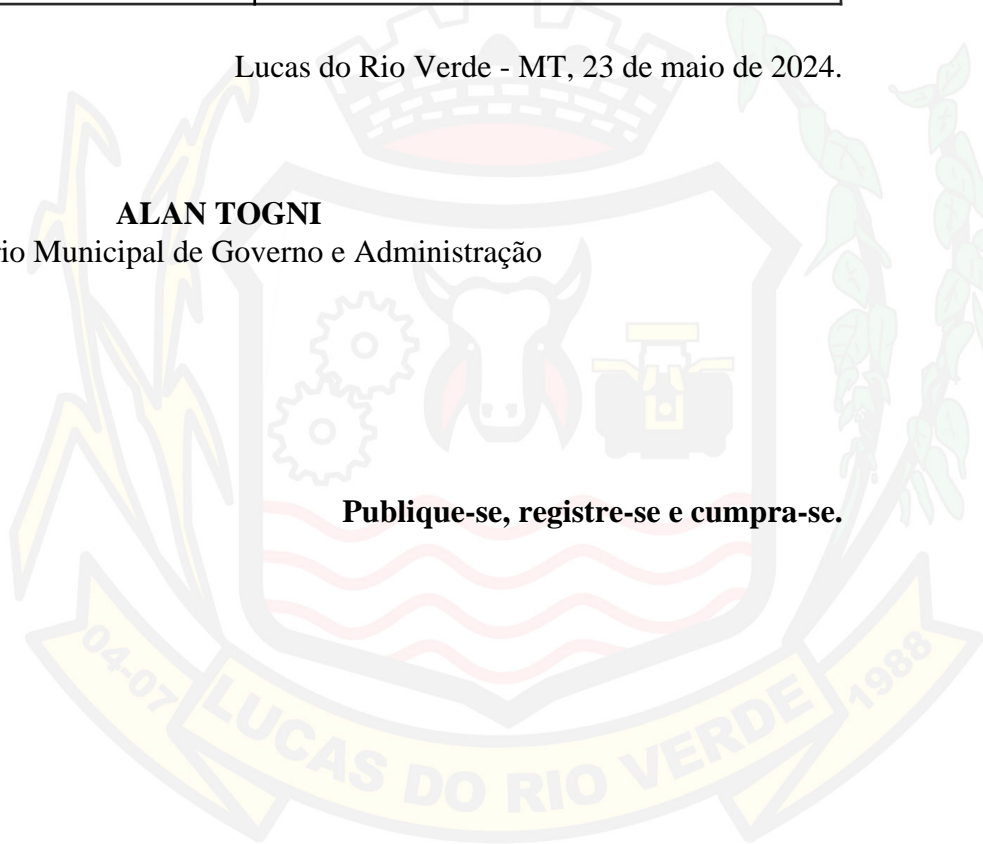 Lucas do Rio Verde - MT, 23 de maio de 2024.
ALAN TOGNI
rio Municipal de Governo e Administração
Publique-se, registre-se e cumpra-se.
04-07 LUCAS DO RIO VERDE 1988